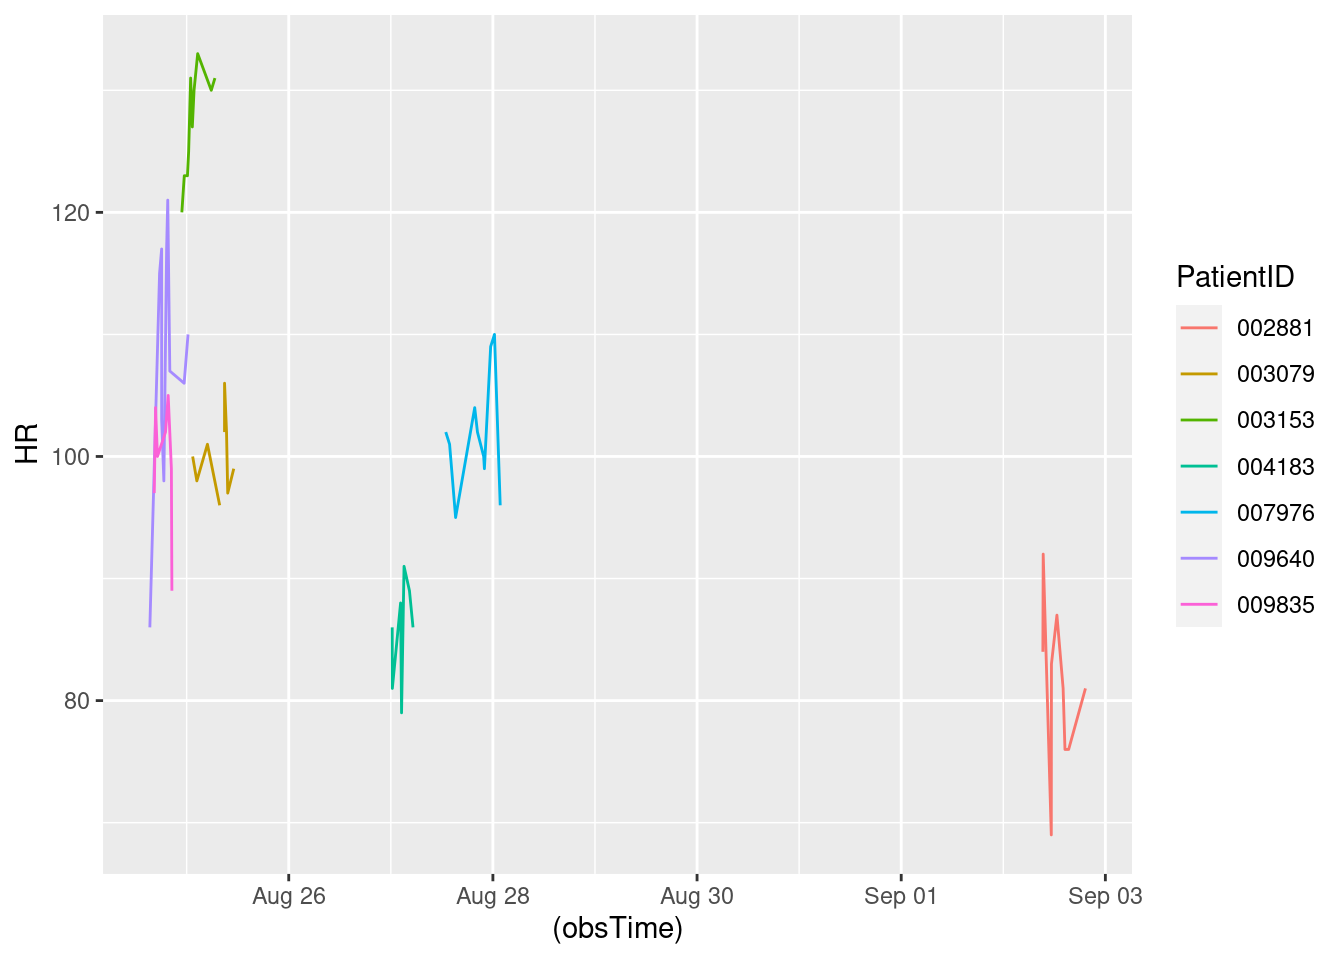 HR
120
100
80
Aug 26
Aug 28
Aug 30
Sep 01
Sep 03
(obsTime)
PatientID
002881
003079
003153
004183
007976
009640
009835